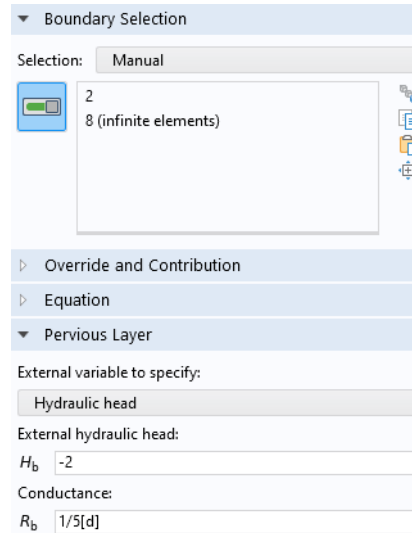 Boundary Selection
Selection: Manual
2
8 (infinite elements)
Override and Contribution
Equation
Pervious Layer
External variable to specify:
Hydraulic head
External hydraulic head:
Hb -2
Conductance:
Rb 1/5[d]